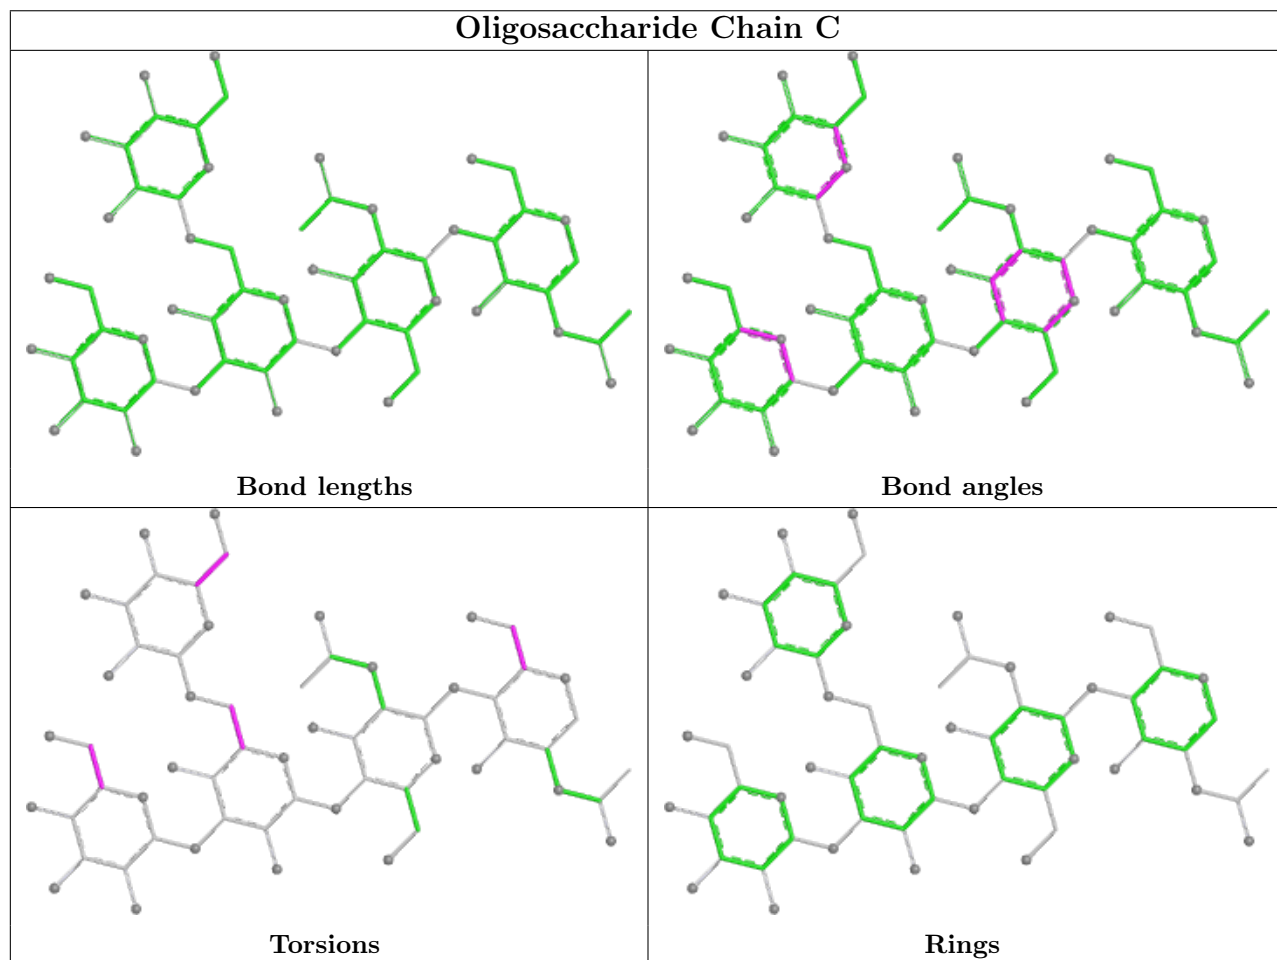 Oligosaccharide Chain C
Bond lengths
Bond angles
Torsions
Rings